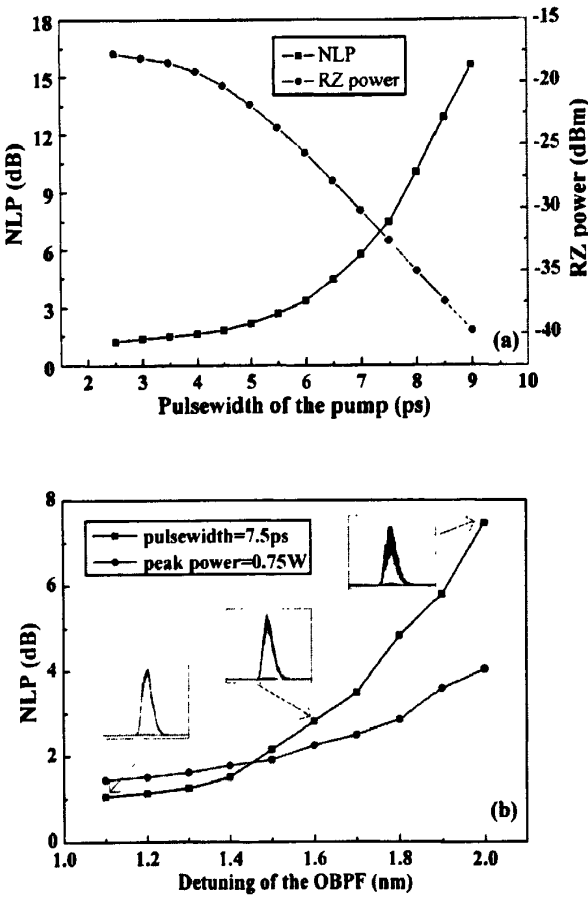 18
15
12
9
6
3
0
NLP (dB)
NLP
RZ power
-15
-20
-25
-30
-35
-40
RZ power (dBm)
(a)
2 3 4 5 6 7 8 9 10
Pulsewidth of the pump (ps)
8
6
4
2
0
NLP (dB)
pulsewidth=7.5ps
peak power=0.75W
(b)
1.0 1.2 1.4 1.6 1.8 2.0
Detuning of the OBPF (nm)